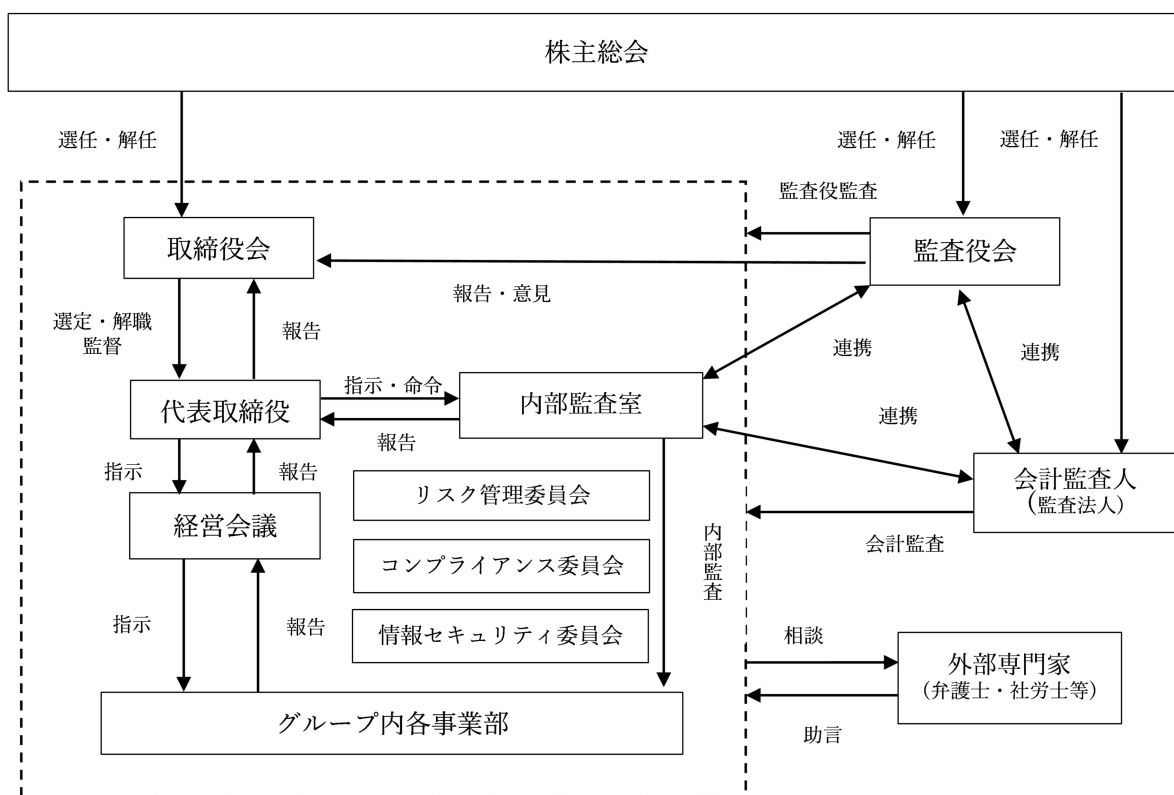 株主総会
選任・解任
選任・解任
選任・解任
監査役監査
取締役会
監査役会
報告・意見
選定・解職
監督
報告
連携
連携
指示・命令
代表取締役
内部監査室
報告
連携
指示
報告
リスク管理委員会
会計監査人
(監査法人)
経営会議
内部監査
会計監査
コンプライアンス委員会
指示
報告
情報セキュリティ委員会
相談
外部専門家
(弁護士・社労士等)
グループ内各事業部
助言